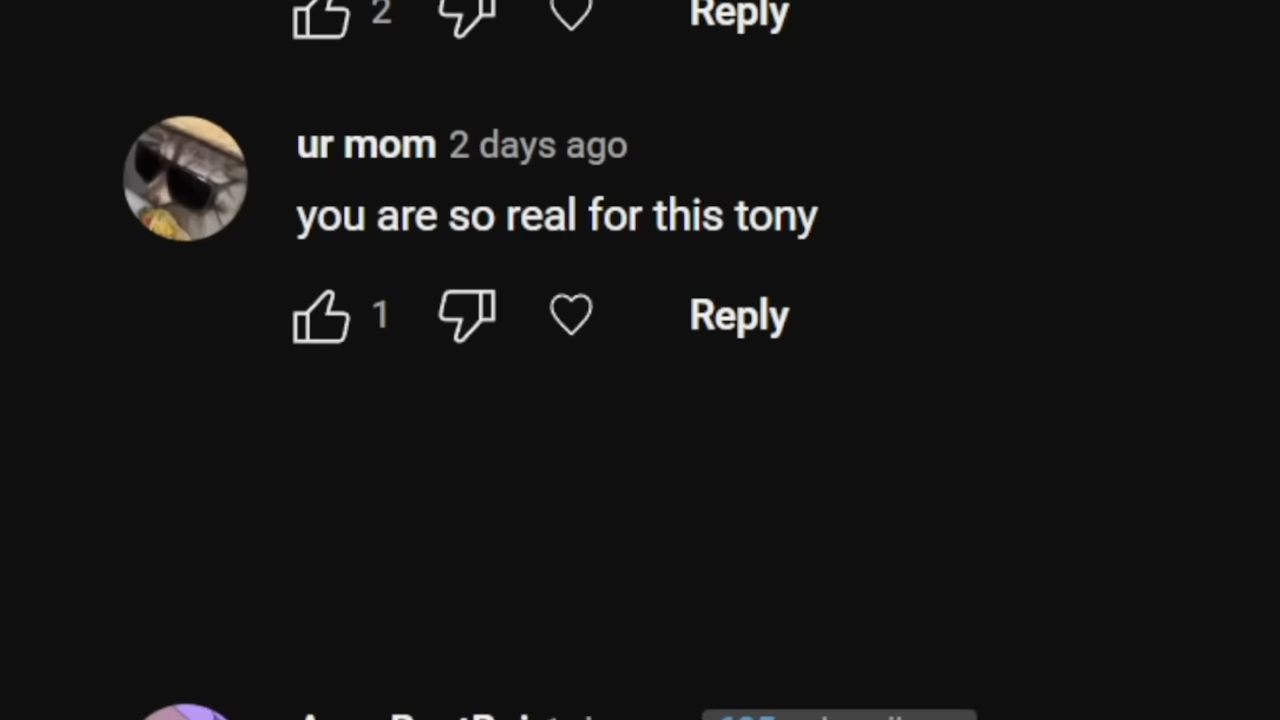 2 Reply
ur mom 2 days ago
you are so real for this tony
1 Reply